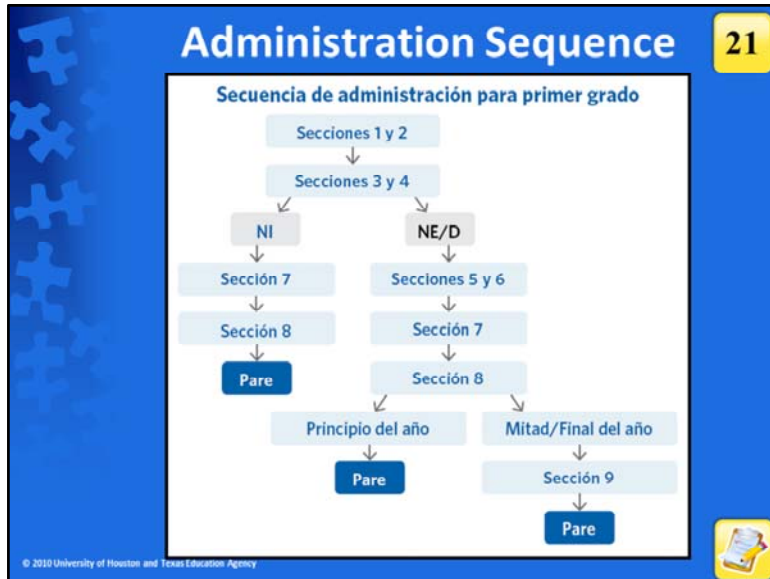 Administration Sequence
21
Secuencia de administración para primer grado
Secciones 1 y 2
Secciones 3 y 4
NI
NE/D
Sección 7
Secciones 5 y 6
Sección 8
Sección 7
Pare
Sección 8
Principio del año
Mitad/Final del año
Pare
Sección 9
Pare
© 2010 University of Houston and Texas Education Agency